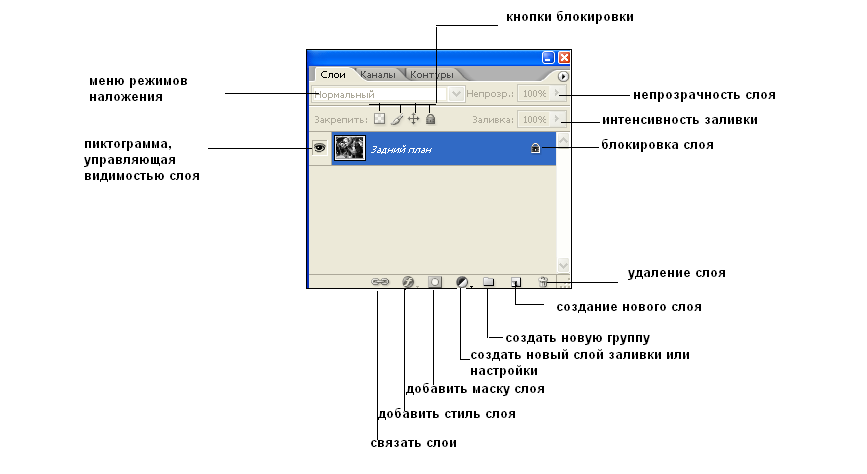 кнопки блокировки
Слои Каналы Контуры
меню режимов
наложения
Нормальный Непрозр.: 100%
непрозрачность слоя
Закрепить: Заливка: 100%
интенсивность заливки
пиктограмма,
управляющая
видимостью слоя
Задний план
блокировка слоя
удаление слоя
создание нового слоя
создать новую группу
создать новый слой заливки или
настройки
добавить маску слоя
добавить стиль слоя
связать слои